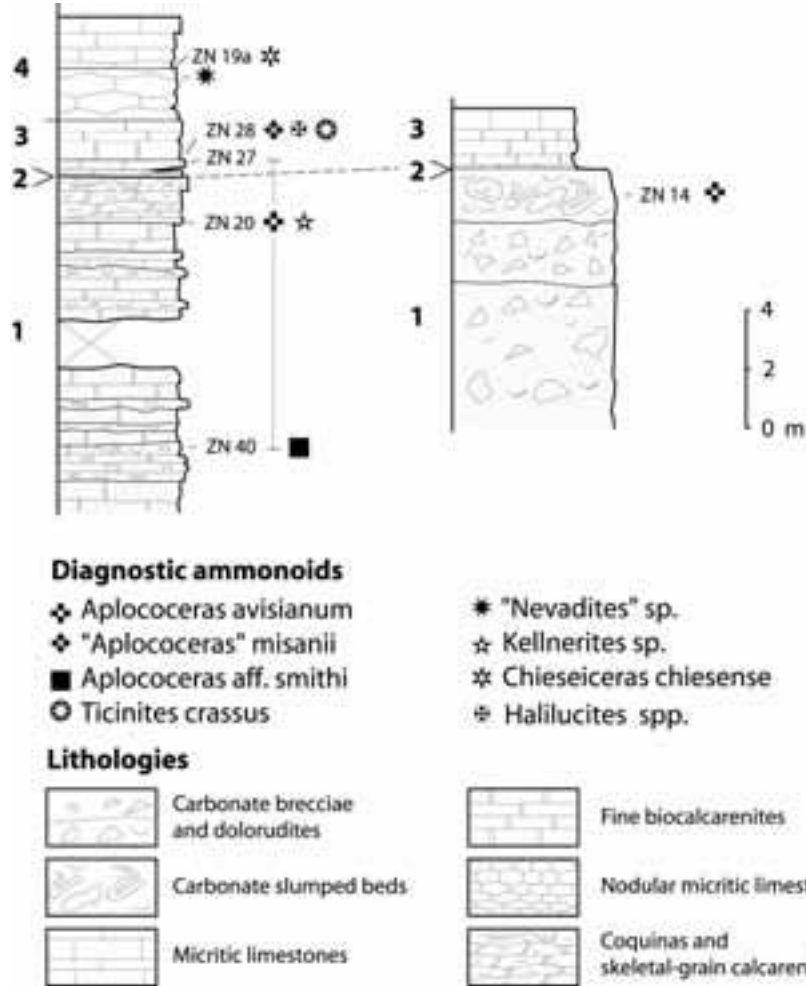 ZN 19a
4
3
ZN 28
3
ZN 27
2
2
ZN 14
ZN 20
1
1
4
2
0 m
ZN 40
Diagnostic ammonoids
Aplococeras avisianum
"Nevadites" sp.
"Aplococeras" misanii
Kellnerites sp.
Aplococeras aff. smithi
Chieseiceras chiesense
Ticinites crassus
Halilucites spp.
Lithologies
Carbonate brecciae
and dolorudites
Fine biocalcarenites
Carbonate slumped beds
Nodular micritic limest
Micritic limestones
Coquinas and
skeletal-grain calcaren